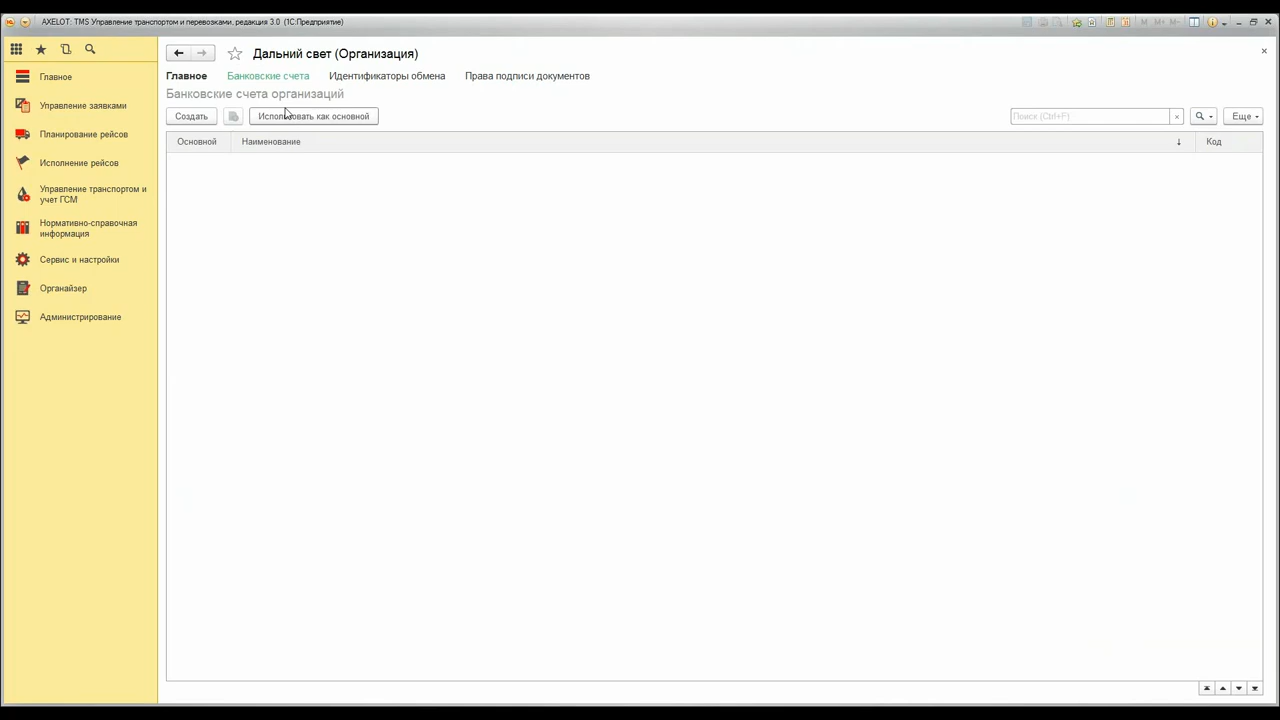 AXELOT: TMS Управление транспортом и перевозками, редакция 3.0 (1С:Предприятие)
M M+ M-
Дальний свет (Организация)
Главное Банковские счета Идентификаторы обмена Права подписи документов
Банковские счета организаций
Создать Использовать как основной Поиск (Ctrl+F) Еще
Основной Наименование Код
Главное
Управление заявками
Планирование рейсов
Исполнение рейсов
Управление транспортом и
учет ГСМ
Нормативно-справочная
информация
Сервис и настройки
Органайзер
Администрирование